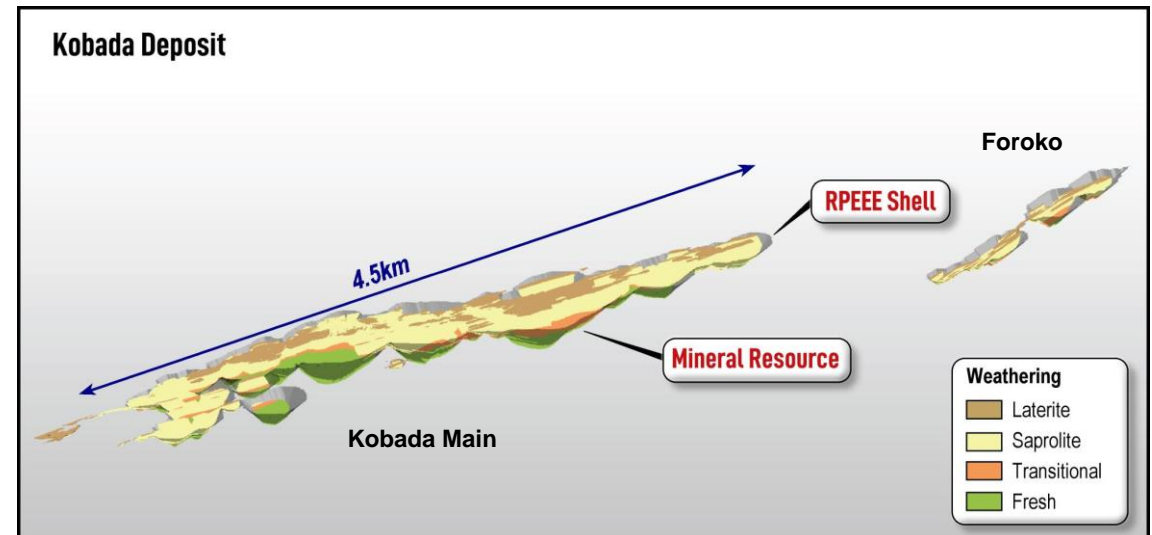 Kobada Deposit
Foroko
RPEEE Shell
4.5km
Mineral Resource
Kobada Main
Weathering
Laterite
Saprolite
Transitional
Fresh